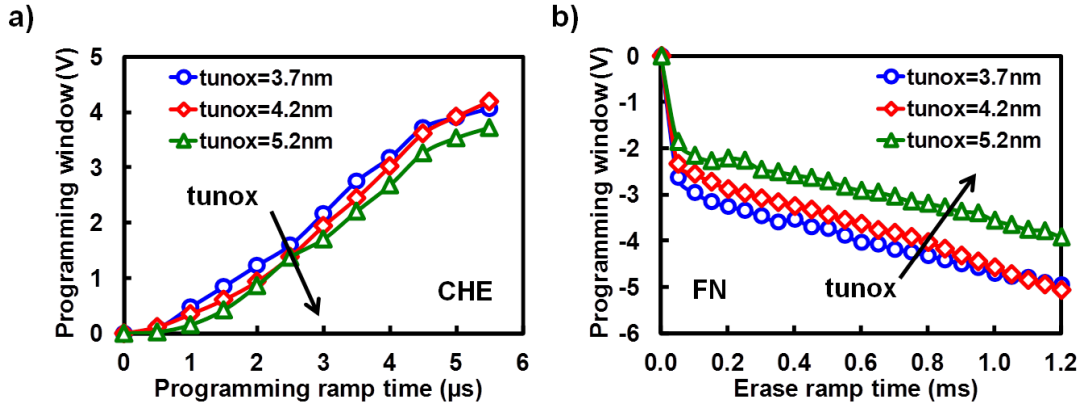 a)
Programming window (V)
5
4
3
2
1
0
tunox=3.7nm
tunox=4.2nm
tunox=5.2nm
tunox
CHE
0 1 2 3 4 5 6
Programming ramp time (µs)
b)
Programming window (V)
0
-1
-2
-3
-4
-5
-6
tunox=3.7nm
tunox=4.2nm
tunox=5.2nm
FN
tunox
0.0 0.2 0.4 0.6 0.8 1.0 1.2
Erase ramp time (ms)